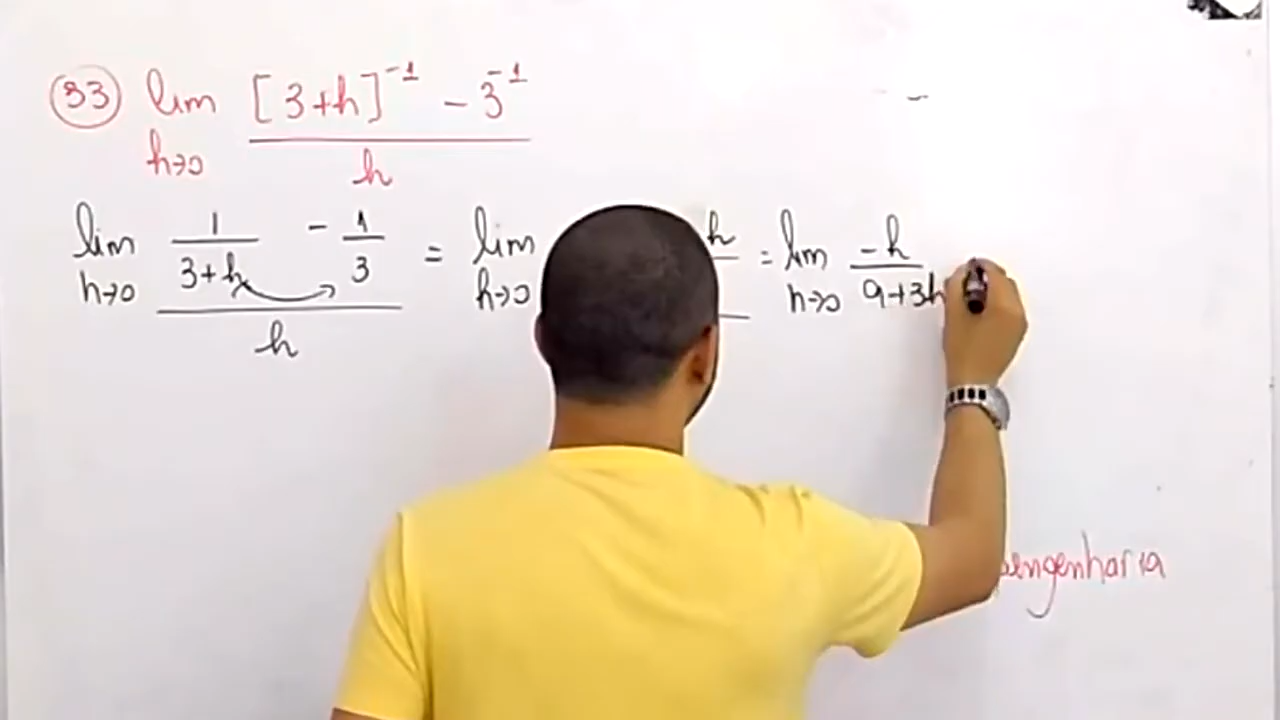 33 lim [3+h]⁻¹ - 3⁻¹
h→0 h
lim 1 - 1 = lim h = lim -h
h→0 3+h 3 h→0 h→0 9+3h
h
engenharia